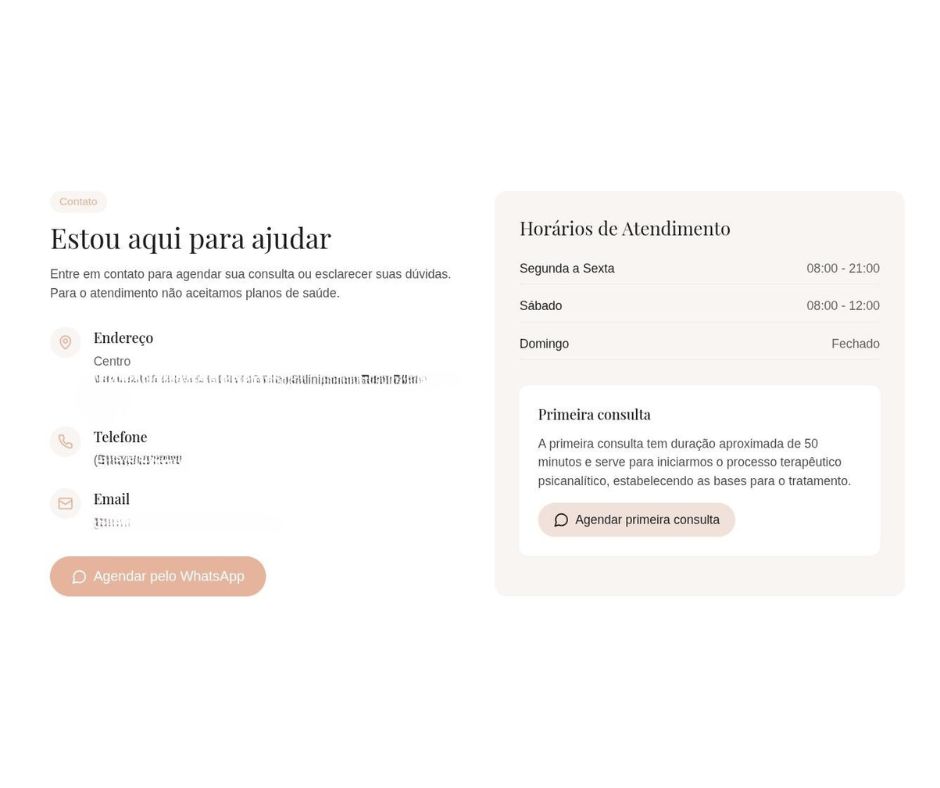 Contato
Estou aqui para ajudar
Entre em contato para agendar sua consulta ou esclarecer suas dúvidas.
Para o atendimento não aceitamos planos de saúde.
Endereço
Centro
Telefone
Email
Agendar pelo WhatsApp
Horários de Atendimento
Segunda a Sexta 08:00 - 21:00
Sábado 08:00 - 12:00
Domingo Fechado
Primeira consulta
A primeira consulta tem duração aproximada de 50
minutos e serve para iniciarmos o processo terapêutico
psicanalítico, estabelecendo as bases para o tratamento.
Agendar primeira consulta